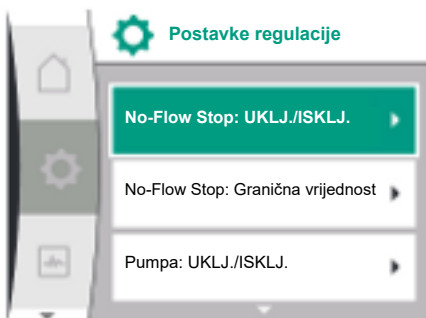 Postavke regulacije
No-Flow Stop: UKLJ./ISKLJ.
No-Flow Stop: Granična vrijednost
Pumpa: UKLJ./ISKLJ.